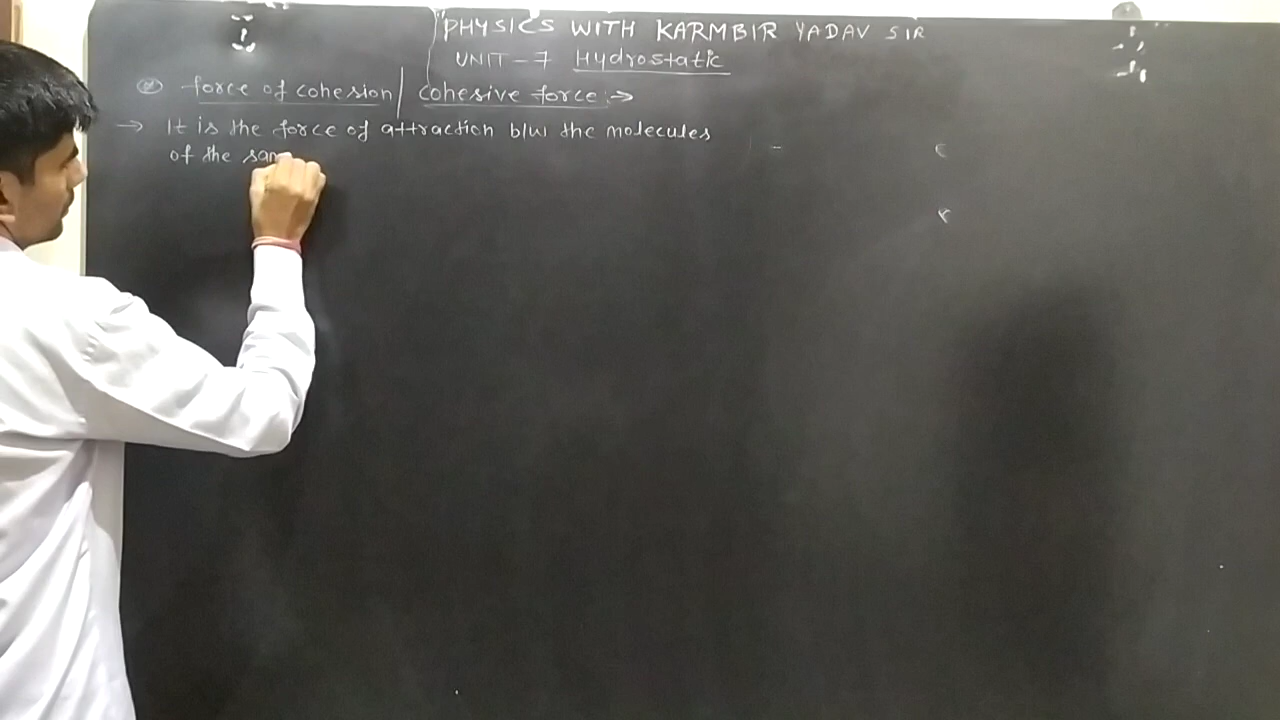 PHYSICS WITH KARMBIR YADAV SIR
UNIT-7 Hydrostatic
force of cohesion/ cohesive force :→
→ It is the force of attraction b/w the molecules
of the sam